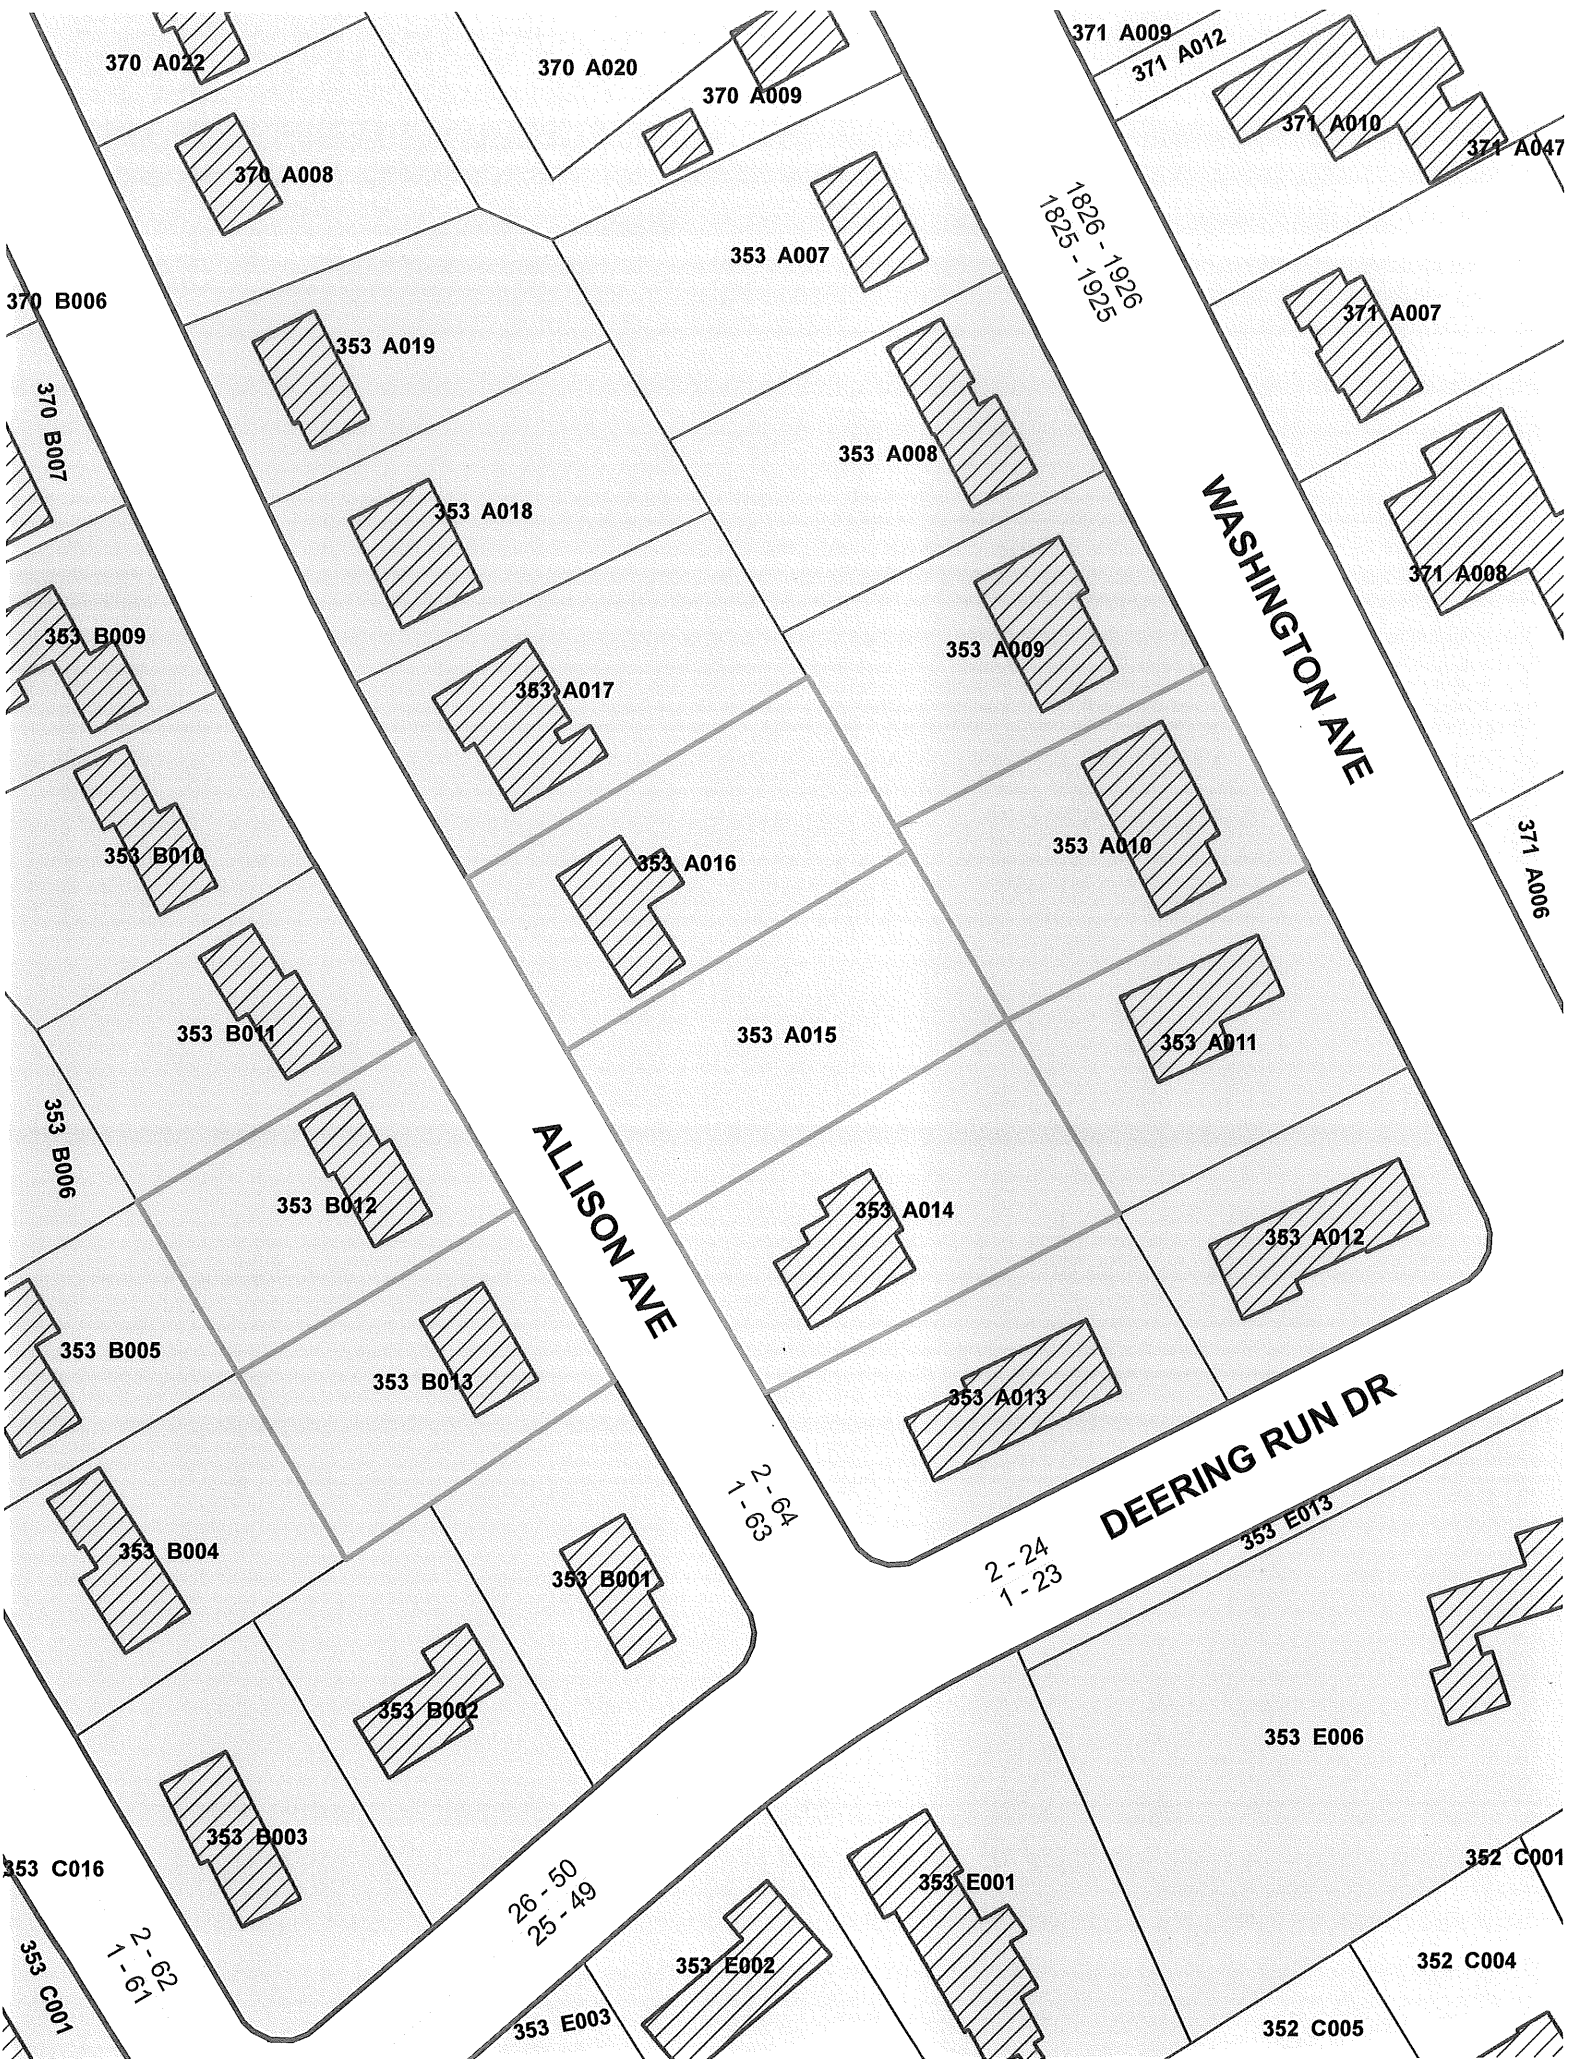 371 A009
371 A012
370 A022
370 A020
370 A009
371 A010
371 A047
370 A008
1826 - 1926
1825 - 1925
353 A007
370 B006
371 A007
353 A019
370 B007
353 A008
353 A018
WASHINGTON AVE
371 A008
353 B009
353 A009
353 A017
353 A010
353 B010
353 A016
371 A006
353 B011
353 A015
353 A011
353 B006
ALLISON AVE
353 B012
353 A014
353 A012
353 B005
353 B013
353 A013
DEERING RUN DR
2 - 64
1 - 63
353 E013
353 B004
2 - 24
1 - 23
353 B001
353 B002
353 E006
353 B003
352 C001
353 C016
353 E001
26 - 50
25 - 49
353 C001
2 - 62
1 - 61
353 E002
352 C004
353 E003
352 C005